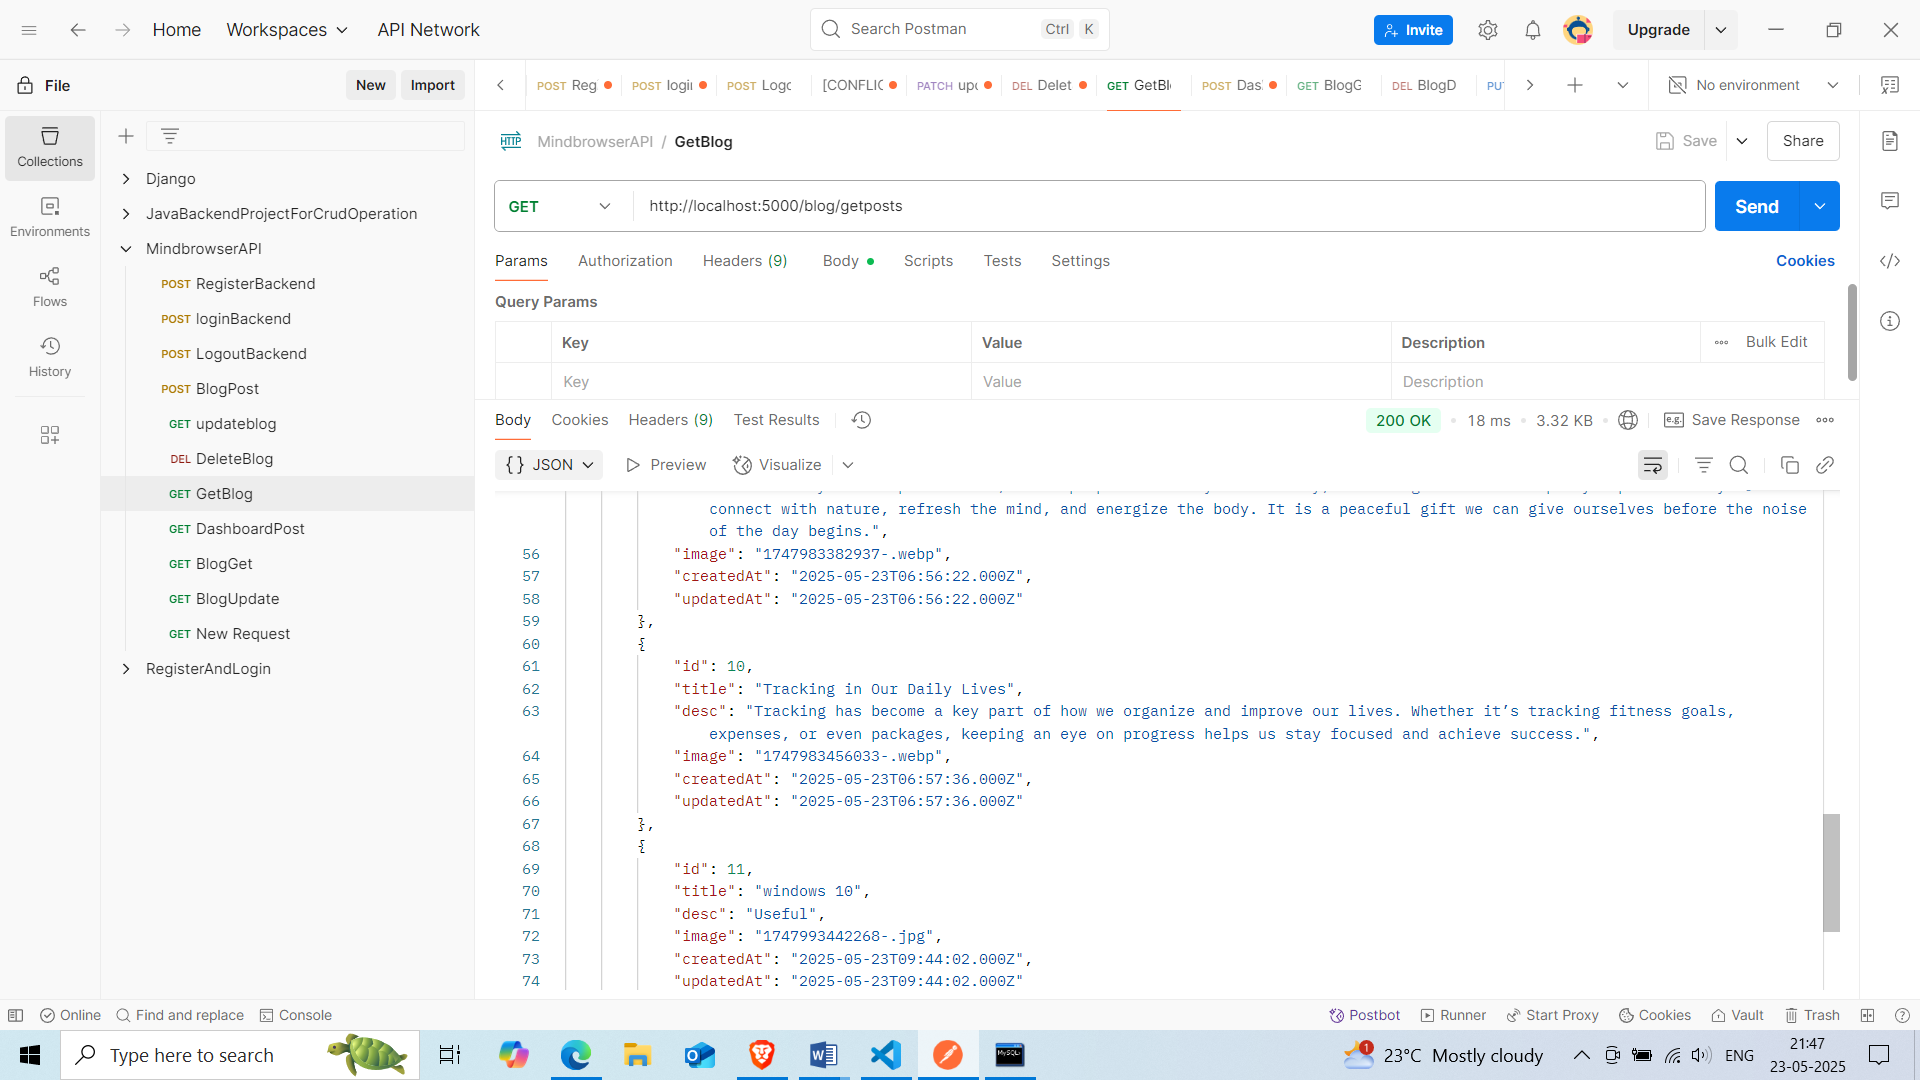 Home
Workspaces
API Network
Search Postman
Ctrl
K
Invite
Upgrade
File
New
Import
POST Reg
POST logi
POST Logo
[CONFLIC
PATCH upd
DEL Delet
GET GetBl
POST Das
GET BlogG
DEL BlogD
PU
No environment
Collections
Environments
Flows
History
Django
JavaBackendProjectForCrudOperation
MindbrowserAPI
POST RegisterBackend
POST loginBackend
POST LogoutBackend
POST BlogPost
GET updateblog
DEL DeleteBlog
GET GetBlog
GET DashboardPost
GET BlogGet
GET BlogUpdate
GET New Request
RegisterAndLogin
HTTP
MindbrowserAPI / GetBlog
Save
Share
GET
http://localhost:5000/blog/getposts
Send
Params
Authorization
Headers (9)
Body
Scripts
Tests
Settings
Cookies
Query Params
Key
Value
Description
Bulk Edit
Key
Value
Description
Body
Cookies
Headers (9)
Test Results
200 OK
18 ms
3.32 KB
e.g.
Save Response
{} JSON
Preview
Visualize
connect with nature, refresh the mind, and energize the body. It is a peaceful gift we can give ourselves before the noise
of the day begins.",
56 "image": "1747983382937-.webp",
57 "createdAt": "2025-05-23T06:56:22.000Z",
58 "updatedAt": "2025-05-23T06:56:22.000Z"
59 },
60 {
61 "id": 10,
62 "title": "Tracking in Our Daily Lives",
63 "desc": "Tracking has become a key part of how we organize and improve our lives. Whether it’s tracking fitness goals,
expenses, or even packages, keeping an eye on progress helps us stay focused and achieve success.",
64 "image": "1747983456033-.webp",
65 "createdAt": "2025-05-23T06:57:36.000Z",
66 "updatedAt": "2025-05-23T06:57:36.000Z"
67 },
68 {
69 "id": 11,
70 "title": "windows 10",
71 "desc": "Useful",
72 "image": "1747993442268-.jpg",
73 "createdAt": "2025-05-23T09:44:02.000Z",
74 "updatedAt": "2025-05-23T09:44:02.000Z"
Online
Find and replace
Console
Postbot
Runner
Start Proxy
Cookies
Vault
Trash
Type here to search
1
23°C Mostly cloudy
ENG
21:47
23-05-2025